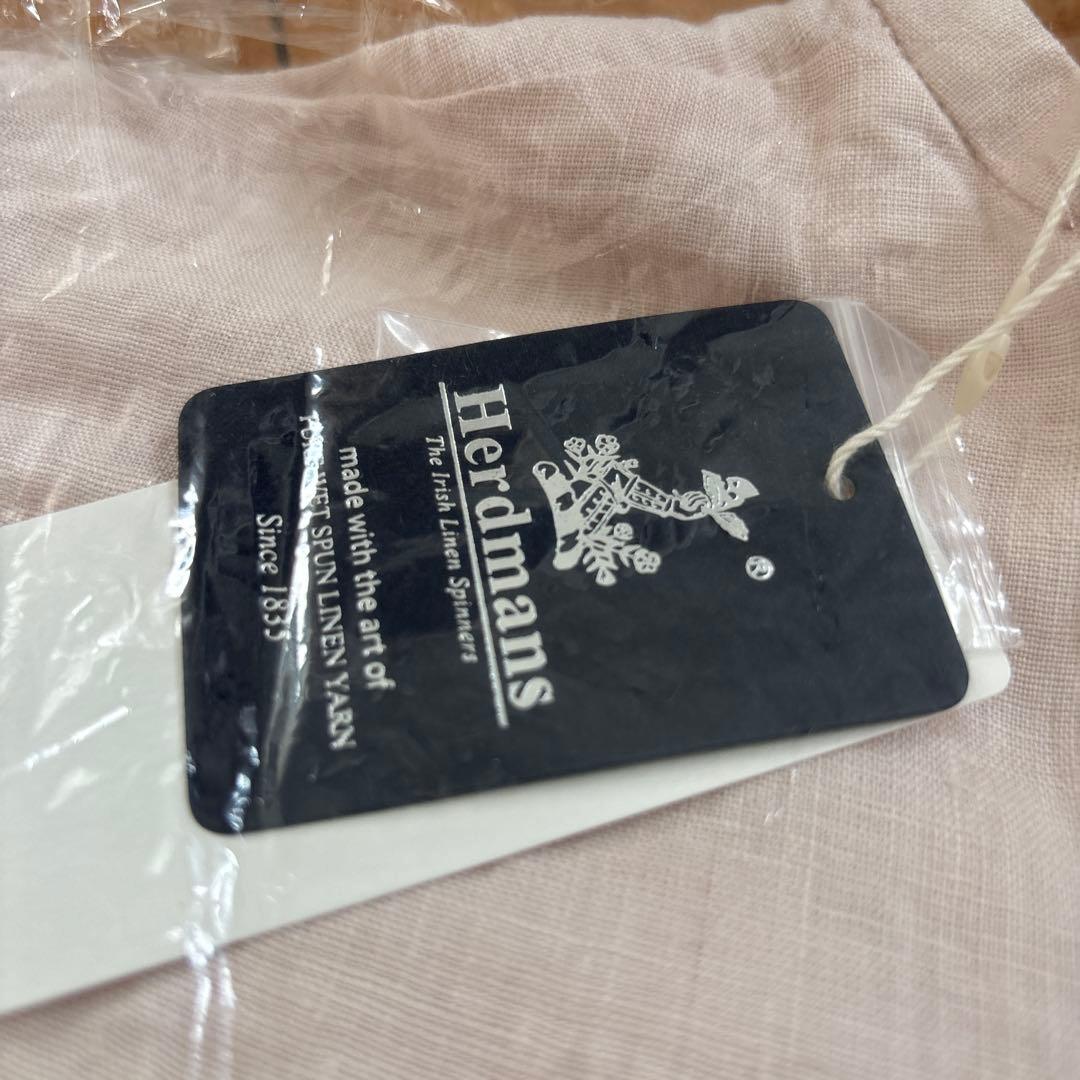 ®
Herdmans
The Irish Linen Spinners
made with the art of
WET SPUN LINEN YARN
Since 1835